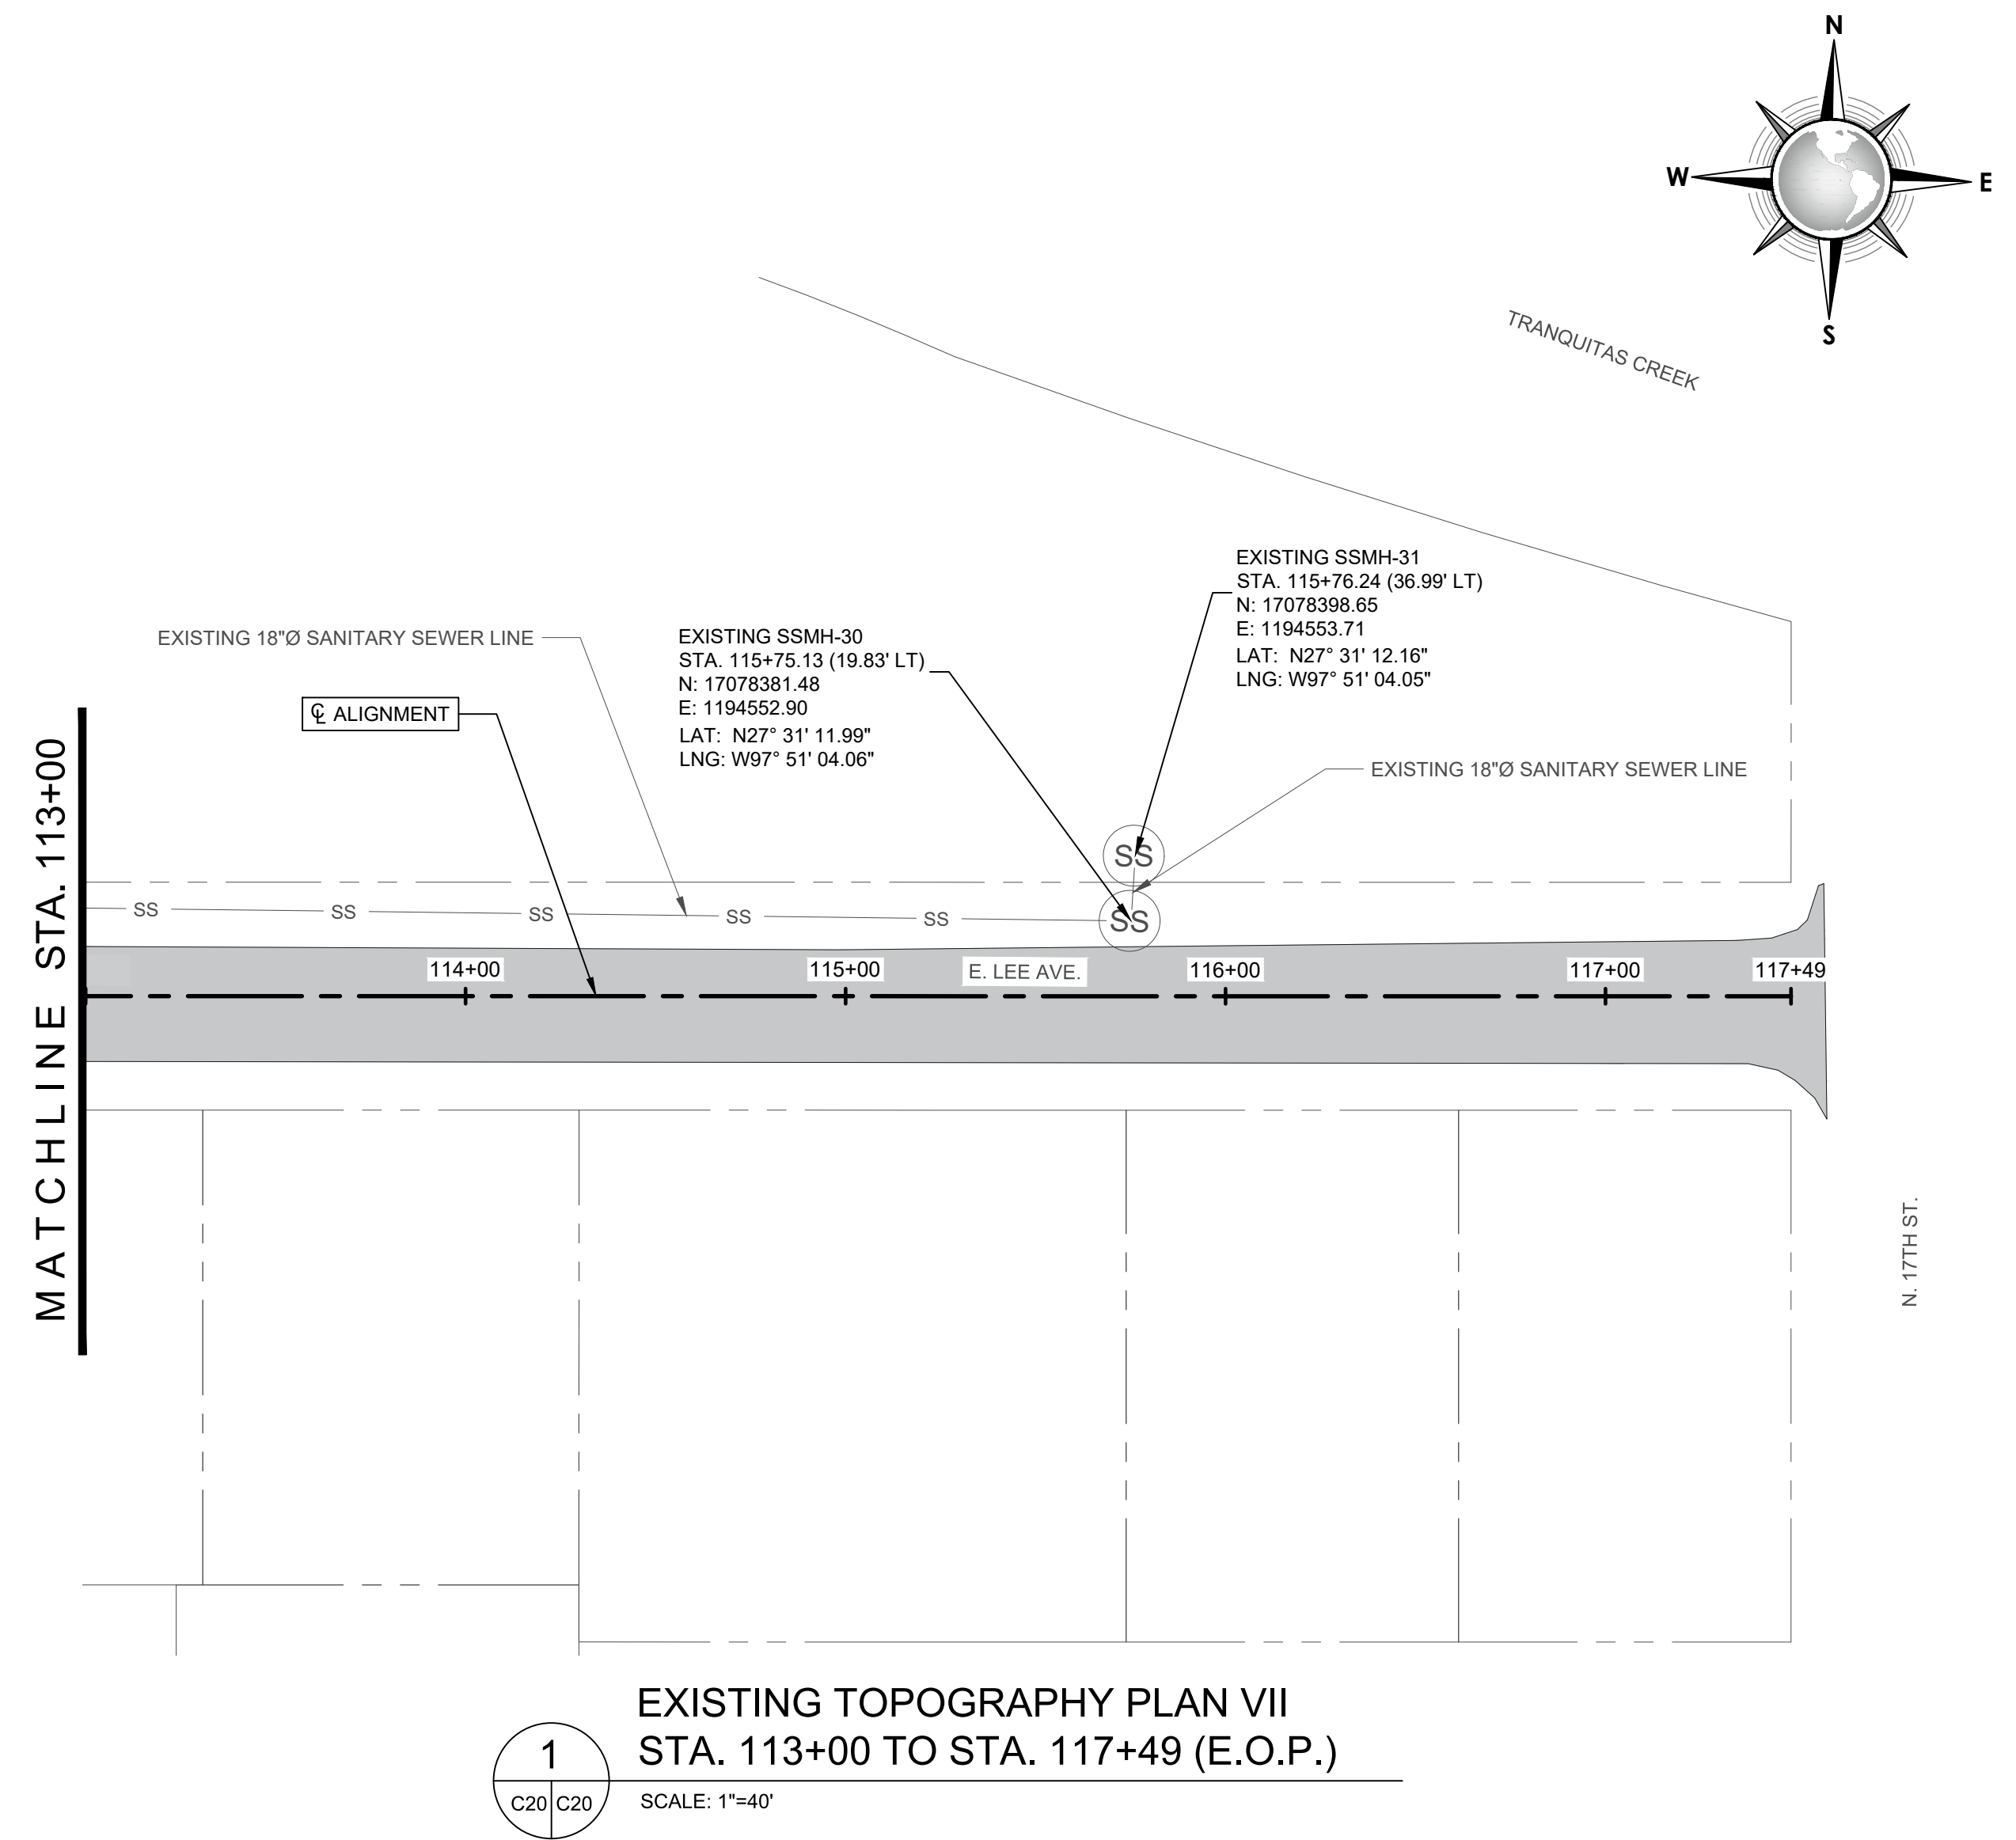 N
W
E
S
TRANQUITAS CREEK
EXISTING SSMH-31
STA. 115+76.24 (36.99' LT)
N: 17078398.65
E: 1194553.71
LAT: N27° 31' 12.16"
LNG: W97° 51' 04.05"
EXISTING 18"Ø SANITARY SEWER LINE
EXISTING SSMH-30
STA. 115+75.13 (19.83' LT)
N: 17078381.48
E: 1194552.90
LAT: N27° 31' 11.99"
LNG: W97° 51' 04.06"
℄ ALIGNMENT
EXISTING 18"Ø SANITARY SEWER LINE
MATCHLINE STA. 113+00
SS
SS
SS
SS
SS
SS
SS
114+00
115+00
E. LEE AVE.
116+00
117+00
117+49
N. 17TH ST.
EXISTING TOPOGRAPHY PLAN VII
STA. 113+00 TO STA. 117+49 (E.O.P.)
1
C20 C20
SCALE: 1"=40'